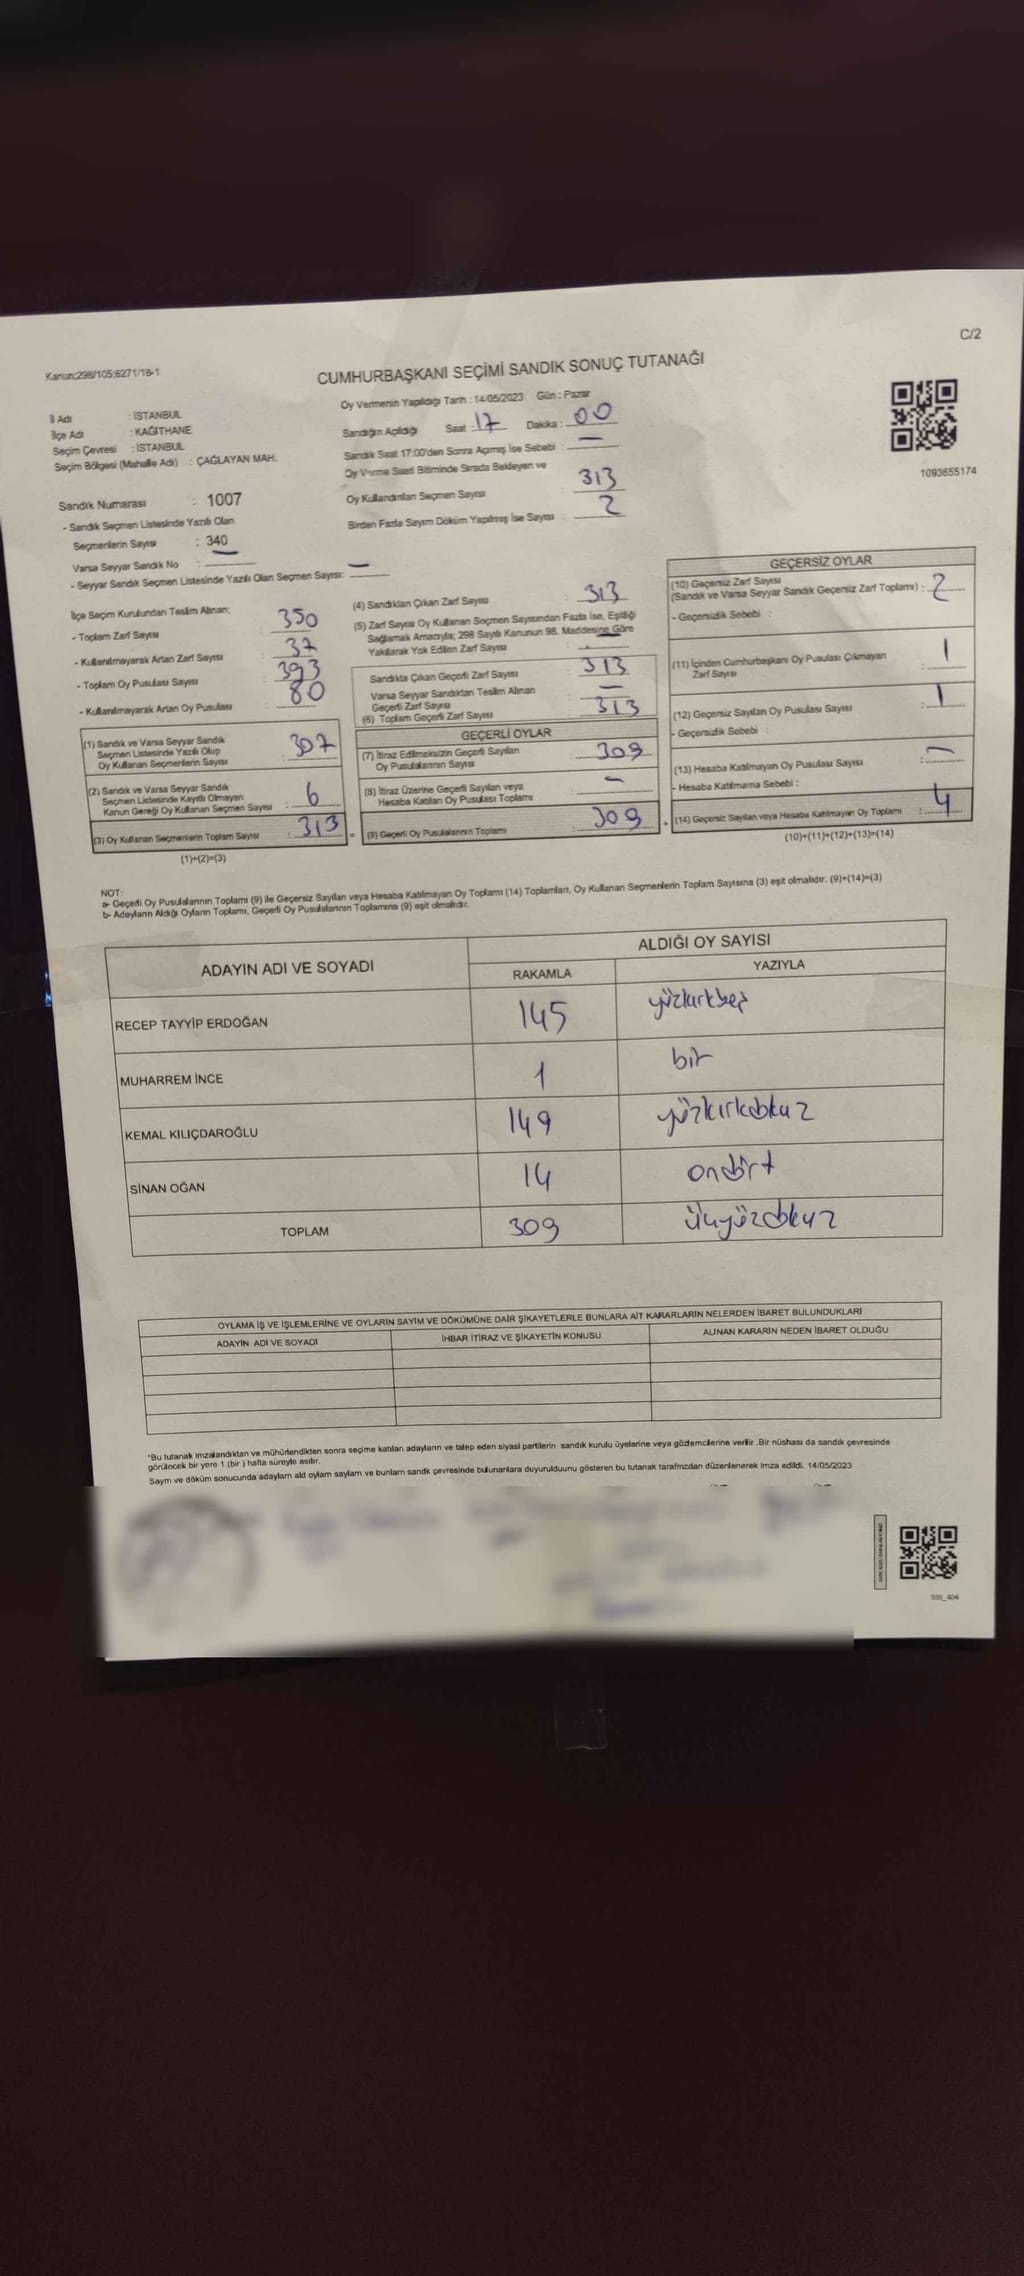 C/2
Kanun;298/105;6271/18-1
CUMHURBAŞKANI SEÇİMİ SANDIK SONUÇ TUTANAĞI
Oy Vermenin Yapıldığı Tarih : 14/05/2023 Gün : Pazar
İl Adı : İSTANBUL
İlçe Adı : KAĞITHANE
Seçim Çevresi : İSTANBUL
Seçim Bölgesi (Mahalle Adı) : ÇAĞLAYAN MAH.
Sandığın Açıldığı Saat : 17 Dakika : 00
Sandık Saat 17:00'den Sonra Açımış İse Sebebi : —
Oy Verme Saati Bitiminde Sırada Bekleyen ve
Oy Kullandırılan Seçmen Sayısı : 313
Birden Fazla Sayım Döküm Yapılmış İse Sayısı : 2
1093655174
Sandık Numarası : 1007
- Sandık Seçmen Listesinde Yazılı Olan
Seçmenlerin Sayısı : 340
Varsa Seyyar Sandık No : —
- Seyyar Sandık Seçmen Listesinde Yazılı Olan Seçmen Sayısı: —
İlçe Seçim Kurulundan Teslim Alınan;
- Toplam Zarf Sayısı : 350
- Kullanılmayarak Artan Zarf Sayısı : 37
- Toplam Oy Pusulası Sayısı : 393
- Kullanılmayarak Artan Oy Pusulası : 80
(1) Sandık ve Varsa Seyyar Sandık
Seçmen Listesinde Yazılı Olup
Oy Kullanan Seçmenlerin Sayısı : 307
(2) Sandık ve Varsa Seyyar Sandık
Seçmen Listesinde Kayıtlı Olmayan
Kanun Gereği Oy Kullanan Seçmen Sayısı : 6
(3) Oy Kullanan Seçmenlerin Toplam Sayısı : 313 =
(1)+(2)=(3)
(4) Sandıktan Çıkan Zarf Sayısı : 313
(5) Zarf Sayısı Oy Kullanan Seçmen Sayısından Fazla İse, Eşitliği
Sağlamak Amacıyla; 298 Sayılı Kanunun 98. Maddesine Göre
Yakılarak Yok Edilen Zarf Sayısı : —
Sandıkta Çıkan Geçerli Zarf Sayısı : 313
Varsa Seyyar Sandıktan Teslim Alınan
Geçerli Zarf Sayısı : —
(6) Toplam Geçerli Zarf Sayısı : 313
GEÇERLİ OYLAR
(7) İtiraz Edilmeksizin Geçerli Sayılan
Oy Pusulalarının Sayısı : 309
(8) İtiraz Üzerine Geçerli Sayılan veya
Hesaba Katılan Oy Pusulası Toplamı : —
(9) Geçerli Oy Pusulalarının Toplamı : 309 +
GEÇERSİZ OYLAR
(10) Geçersiz Zarf Sayısı
(Sandık ve Varsa Seyyar Sandık Geçersiz Zarf Toplamı) : 2
- Geçersizlik Sebebi :
(11) İçinden Cumhurbaşkanı Oy Pusulası Çıkmayan
Zarf Sayısı : 1
(12) Geçersiz Sayılan Oy Pusulası Sayısı : 1
- Geçersizlik Sebebi :
(13) Hesaba Katılmayan Oy Pusulası Sayısı : —
- Hesaba Katılmama Sebebi :
(14) Geçersiz Sayılan veya Hesaba Katılmayan Oy Toplamı : 4
(10)+(11)+(12)+(13)=(14)
NOT:
a- Geçerli Oy Pusulalarının Toplamı (9) ile Geçersiz Sayılan veya Hesaba Katılmayan Oy Toplamı (14) Toplamları, Oy Kullanan Seçmenlerin Toplam Sayısına (3) eşit olmalıdır. (9)+(14)=(3)
b- Adayların Aldığı Oyların Toplamı, Geçerli Oy Pusulalarının Toplamına (9) eşit olmalıdır.
ADAYIN ADI VE SOYADI ALDIĞI OY SAYISI
RAKAMLA YAZIYLA
RECEP TAYYİP ERDOĞAN 145 yüzkırkbeş
MUHARREM İNCE 1 bir
KEMAL KILIÇDAROĞLU 149 yüzkırkdokuz
SİNAN OĞAN 14 ondört
TOPLAM 309 üçyüzdokuz
OYLAMA İŞ VE İŞLEMLERİNE VE OYLARIN SAYIM VE DÖKÜMÜNE DAİR ŞİKAYETLERLE BUNLARA AİT KARARLARIN NELERDEN İBARET BULUNDUKLARI
ADAYIN ADI VE SOYADI İHBAR İTİRAZ VE ŞİKAYETİN KONUSU ALINAN KARARIN NEDEN İBARET OLDUĞU
*Bu tutanak imzalandıktan ve mühürlendikten sonra seçime katılan adayların ve talep eden siyasi partilerin sandık kurulu üyelerine veya gözlemcilerine verilir .Bir nüshası da sandık çevresinde
görülecek bir yere 1 (bir ) hafta süreyle asılır.
Sayım ve döküm sonucunda adayların ald oyların sayların ve bunların sandk çevresinde bulunanlara duyurulduunu gösteren bu tutanak tarafmzdan düzenlenerek imza edildi. 14/05/2023
SSI_404